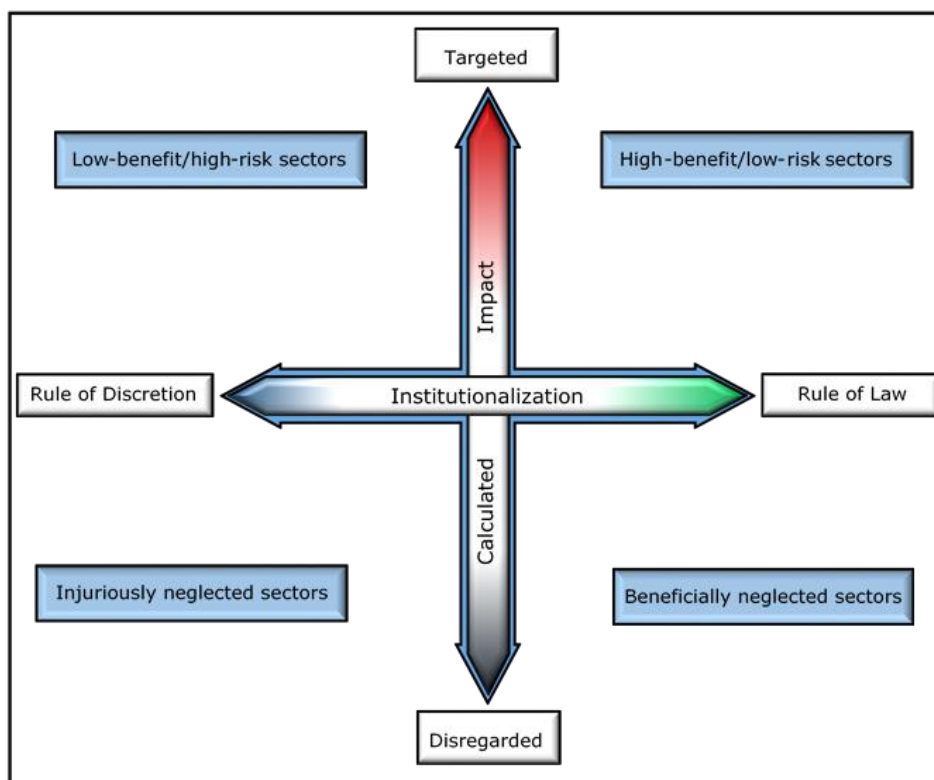 Targeted
Low-benefit/high-risk sectors
High-benefit/low-risk sectors
Impact
Rule of Discretion
Institutionalization
Rule of Law
Calculated
Injuriously neglected sectors
Beneficially neglected sectors
Disregarded